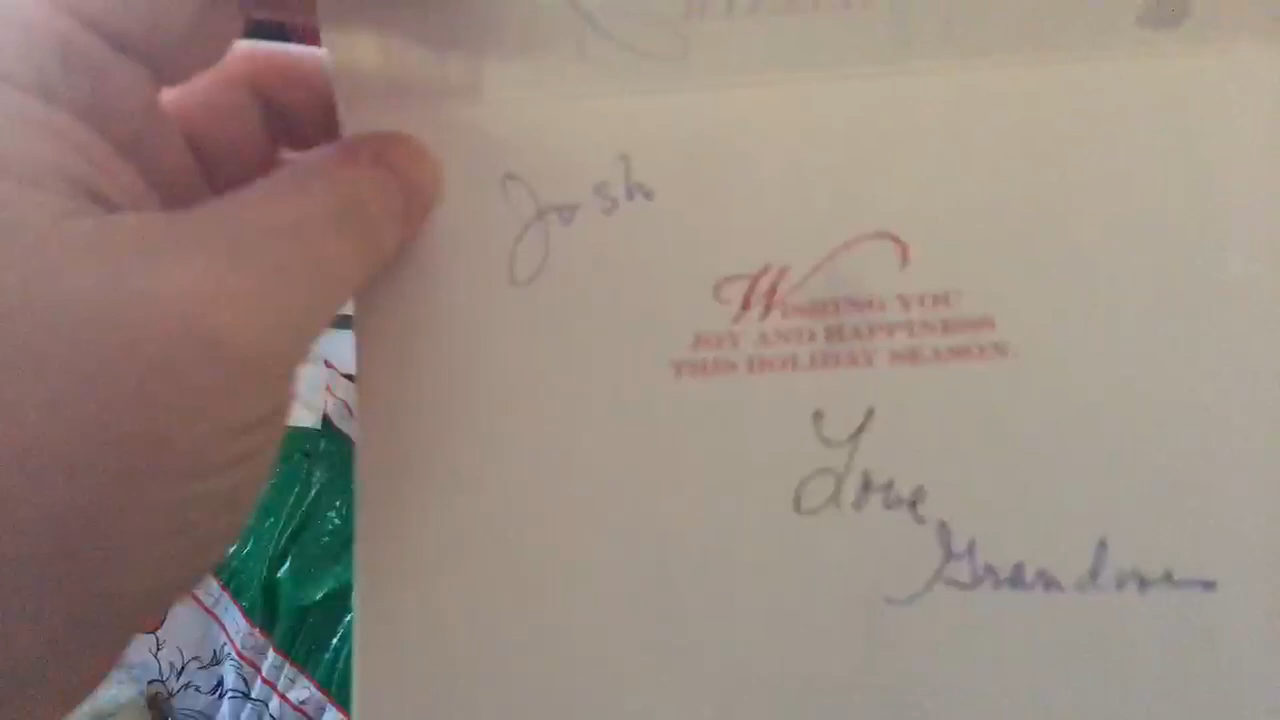 Josh
WISHING YOU
JOY AND HAPPINESS
THIS HOLIDAY SEASON.
Love
Grandma